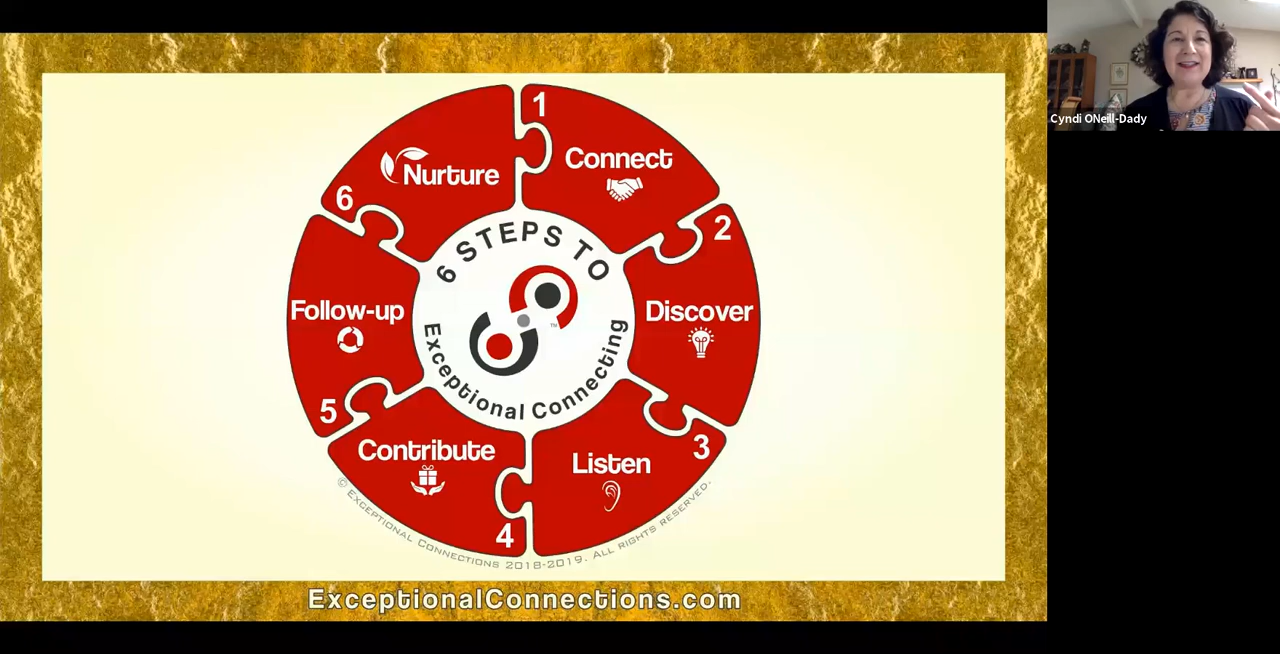 1
Connect
2
Discover
3
Listen
4
Contribute
5
Follow-up
6
Nurture
6 STEPS TO
Exceptional Connecting
TM
© EXCEPTIONAL CONNECTIONS 2018-2019. ALL RIGHTS RESERVED.
ExceptionalConnections.com
Cyndi ONeill-Dady